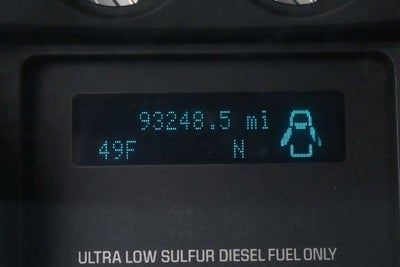 93248.5 mi
49F N
ULTRA LOW SULFUR DIESEL FUEL ONLY